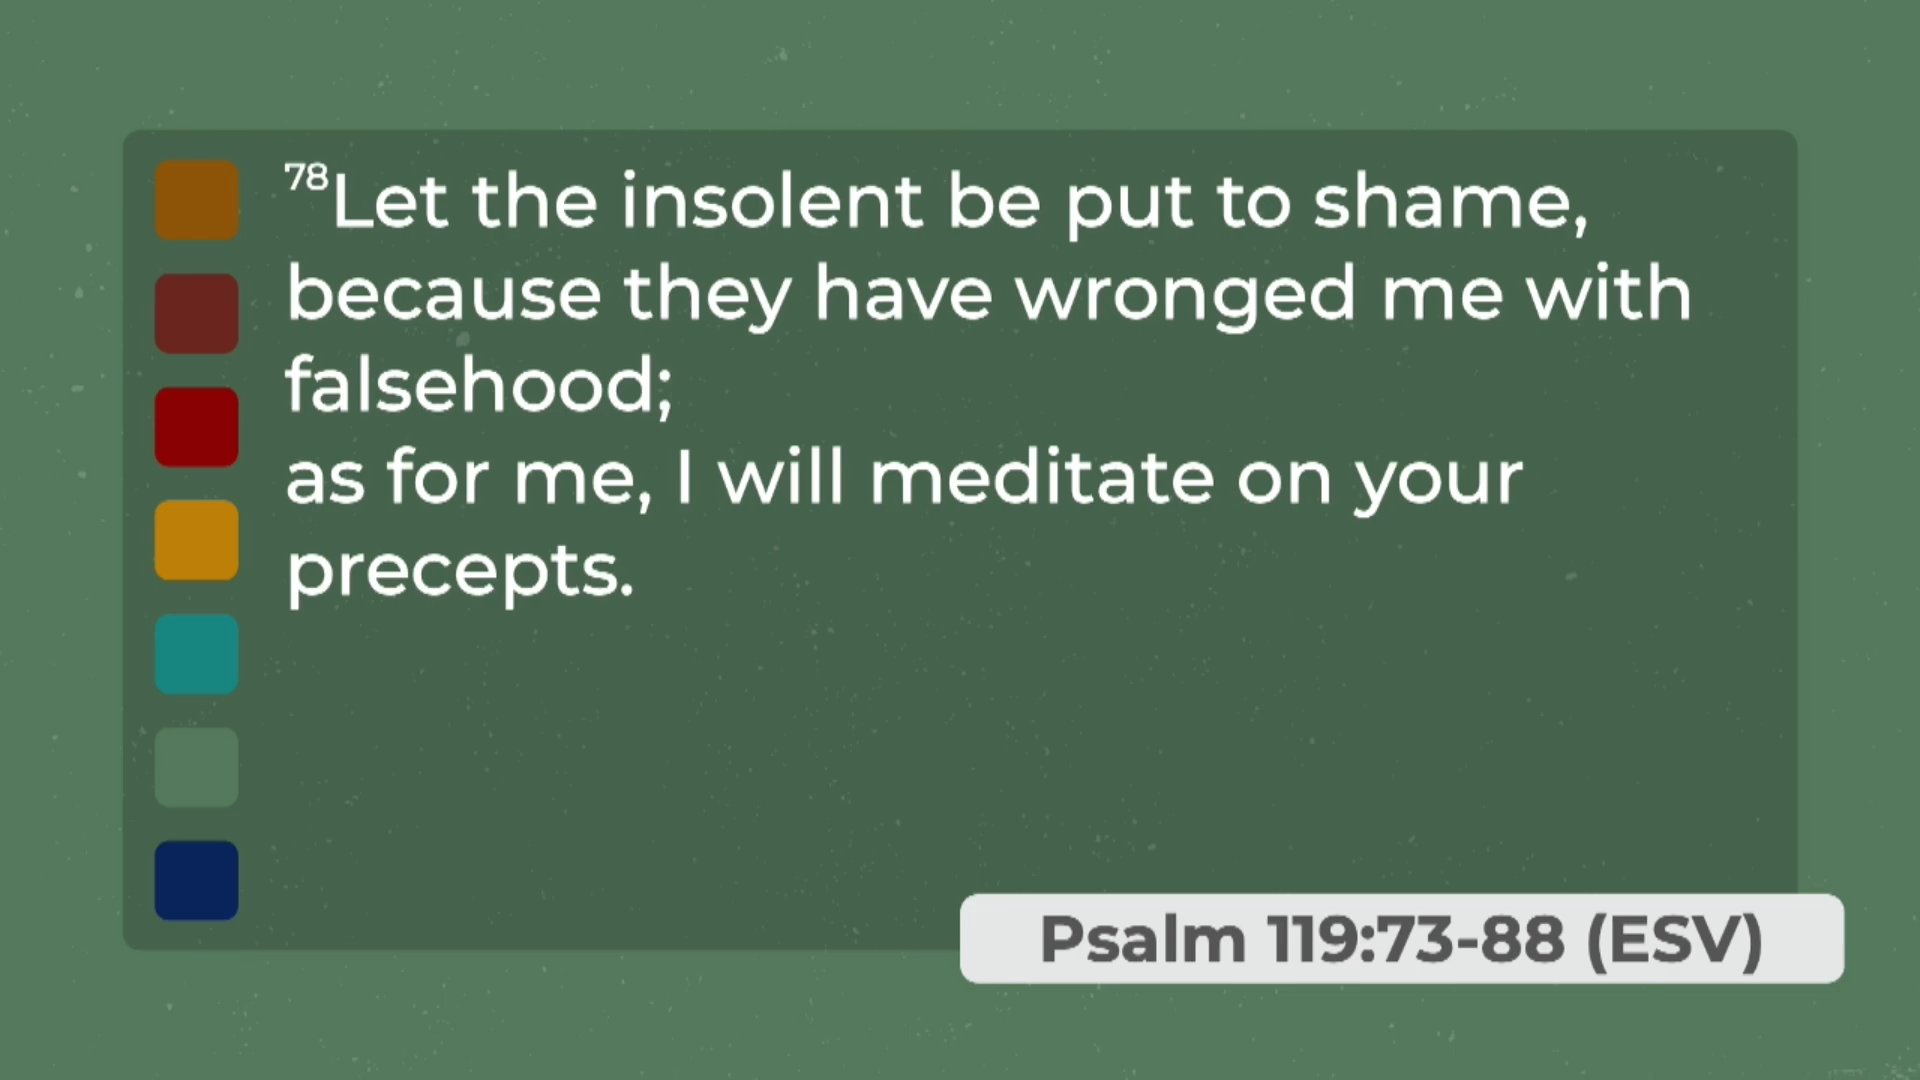 78Let the insolent be put to shame,
because they have wronged me with
falsehood;
as for me, I will meditate on your
precepts.
Psalm 119:73-88 (ESV)